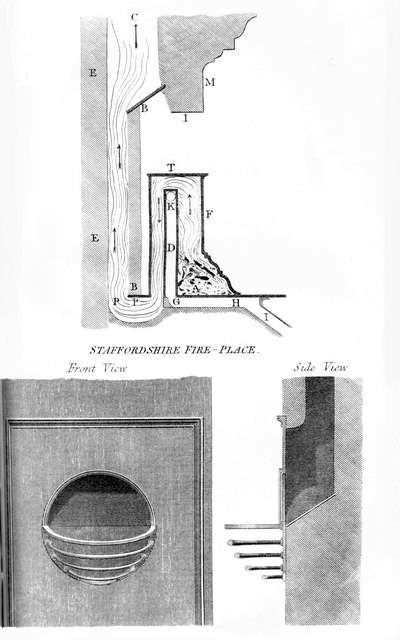 C
E
M
B
I
T
K
F
E
D
B
A
P P G H
I
STAFFORDSHIRE FIRE-PLACE.
Front View Side View